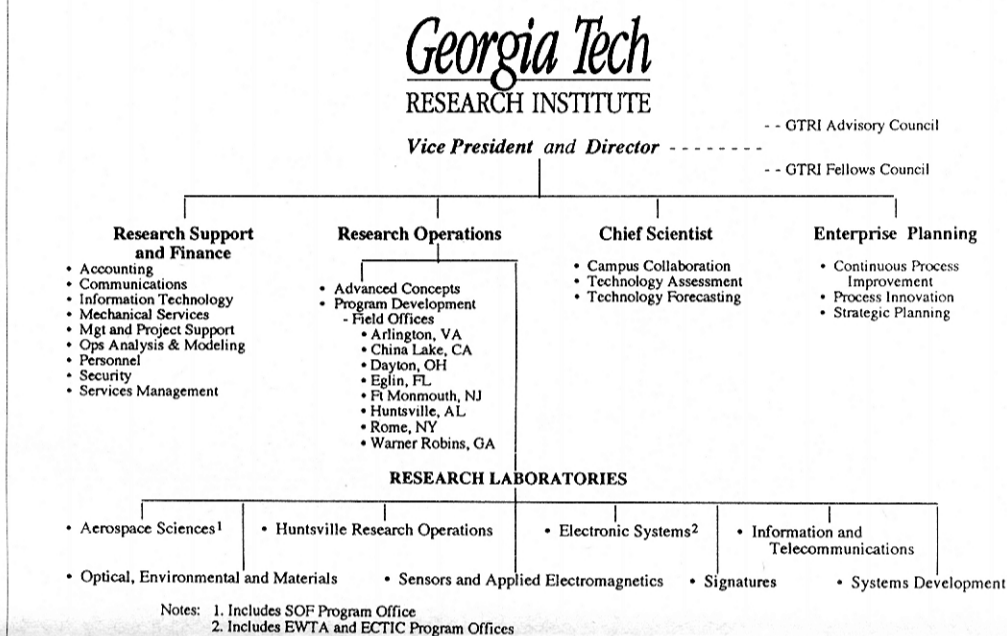 Georgia Tech
RESEARCH INSTITUTE
Vice President and Director - - - - - - - -
- - GTRI Advisory Council
- - GTRI Fellows Council
Research Support
and Finance
• Accounting
• Communications
• Information Technology
• Mechanical Services
• Mgt and Project Support
• Ops Analysis & Modeling
• Personnel
• Security
• Services Management
Research Operations
• Advanced Concepts
• Program Development
- Field Offices
• Arlington, VA
• China Lake, CA
• Dayton, OH
• Eglin, FL
• Ft Monmouth, NJ
• Huntsville, AL
• Rome, NY
• Warner Robins, GA
Chief Scientist
• Campus Collaboration
• Technology Assessment
• Technology Forecasting
Enterprise Planning
• Continuous Process
Improvement
• Process Innovation
• Strategic Planning
RESEARCH LABORATORIES
• Aerospace Sciences1
• Huntsville Research Operations
• Electronic Systems2
• Information and
Telecommunications
• Optical, Environmental and Materials
• Sensors and Applied Electromagnetics
• Signatures
• Systems Development
Notes: 1. Includes SOF Program Office
2. Includes EWTA and ECTIC Program Offices